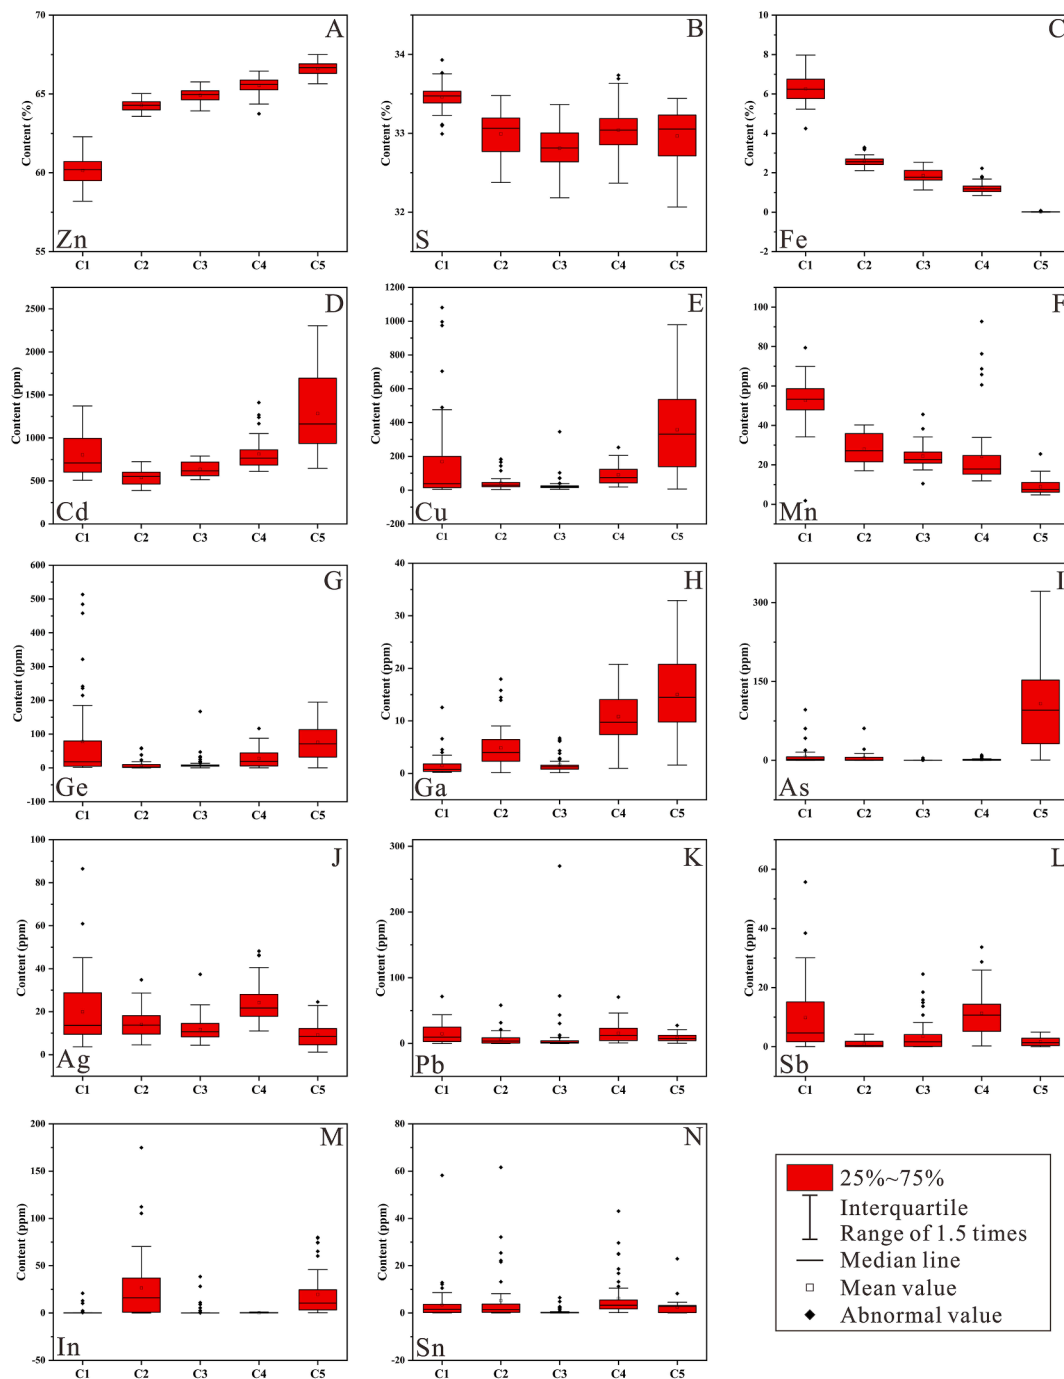 A
70
65
60
55
Content (%)
Zn
C1 C2 C3 C4 C5
B
34
33
32
Content (%)
S
C1 C2 C3 C4 C5
C
10
8
6
4
2
0
-2
Content (%)
Fe
C1 C2 C3 C4 C5
D
2500
2000
1500
1000
500
0
Content (ppm)
Cd
C1 C2 C3 C4 C5
E
1200
1000
800
600
400
200
0
-200
Content (ppm)
Cu
C1 C2 C3 C4 C5
F
100
80
60
40
20
0
Content (ppm)
Mn
C1 C2 C3 C4 C5
G
600
500
400
300
200
100
0
-100
Content (ppm)
Ge
C1 C2 C3 C4 C5
H
40
30
20
10
0
Content (ppm)
Ga
C1 C2 C3 C4 C5
I
300
150
0
Content (ppm)
As
C1 C2 C3 C4 C5
J
100
80
60
40
20
0
Content (ppm)
Ag
C1 C2 C3 C4 C5
K
300
200
100
0
Content (ppm)
Pb
C1 C2 C3 C4 C5
L
60
40
20
0
Content (ppm)
Sb
C1 C2 C3 C4 C5
M
200
150
100
50
0
-50
Content (ppm)
In
C1 C2 C3 C4 C5
N
80
60
40
20
0
-20
Content (ppm)
Sn
C1 C2 C3 C4 C5
25%~75%
Interquartile
Range of 1.5 times
Median line
Mean value
Abnormal value